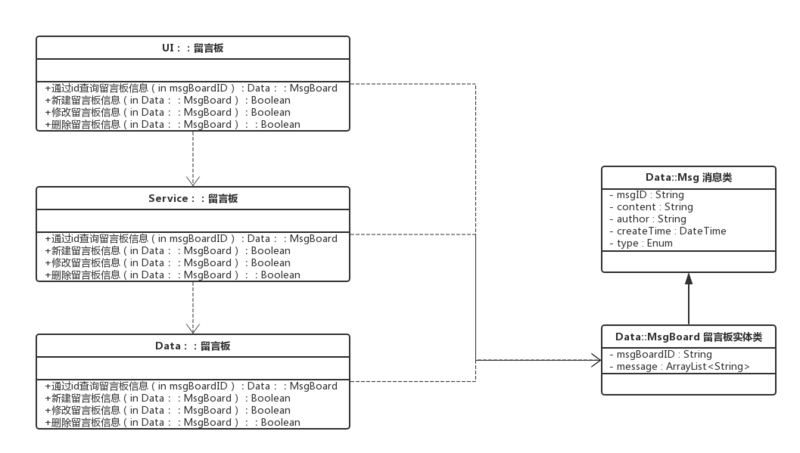 UI：：留言板
+通过id查询留言板信息（in msgBoardID）：Data：：MsgBoard
+新建留言板信息（in Data：：MsgBoard）：Boolean
+修改留言板信息（in Data：：MsgBoard）：Boolean
+删除留言板信息（in Data：：MsgBoard）：：Boolean
Service：：留言板
+通过id查询留言板信息（in msgBoardID）：Data：：MsgBoard
+新建留言板信息（in Data：：MsgBoard）：Boolean
+修改留言板信息（in Data：：MsgBoard）：Boolean
+删除留言板信息（in Data：：MsgBoard）：：Boolean
Data：：留言板
+通过id查询留言板信息（in msgBoardID）：Data：：MsgBoard
+新建留言板信息（in Data：：MsgBoard）：Boolean
+修改留言板信息（in Data：：MsgBoard）：Boolean
+删除留言板信息（in Data：：MsgBoard）：：Boolean
Data::Msg 消息类
- msgID : String
- content : String
- author : String
- createTime : DateTime
- type : Enum
Data::MsgBoard 留言板实体类
- msgBoardID : String
- message : ArrayList<String>